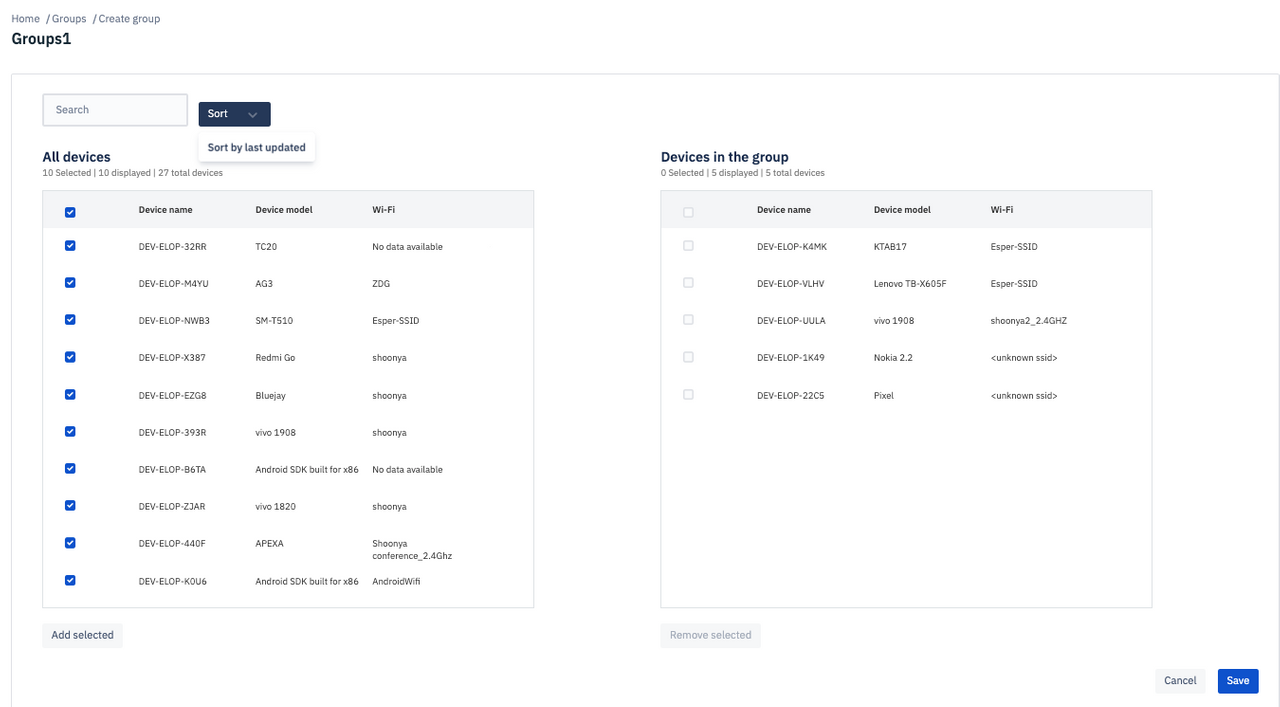 Home / Groups / Create group
Groups1
Search
Sort
Sort by last updated
All devices
10 Selected | 10 displayed | 27 total devices
Device name Device model Wi-Fi
DEV-ELOP-32RR TC20 No data available
DEV-ELOP-M4YU AG3 ZDG
DEV-ELOP-NWB3 SM-T510 Esper-SSID
DEV-ELOP-X387 Redmi Go shoonya
DEV-ELOP-EZG8 Bluejay shoonya
DEV-ELOP-393R vivo 1908 shoonya
DEV-ELOP-B6TA Android SDK built for x86 No data available
DEV-ELOP-ZJAR vivo 1820 shoonya
DEV-ELOP-440F APEXA Shoonya
conference_2.4Ghz
DEV-ELOP-K0U6 Android SDK built for x86 AndroidWifi
Add selected
Devices in the group
0 Selected | 5 displayed | 5 total devices
Device name Device model Wi-Fi
DEV-ELOP-K4MK KTAB17 Esper-SSID
DEV-ELOP-VLHV Lenovo TB-X605F Esper-SSID
DEV-ELOP-UULA vivo 1908 shoonya2_2.4GHZ
DEV-ELOP-1K49 Nokia 2.2 <unknown ssid>
DEV-ELOP-22C5 Pixel <unknown ssid>
Remove selected
Cancel Save